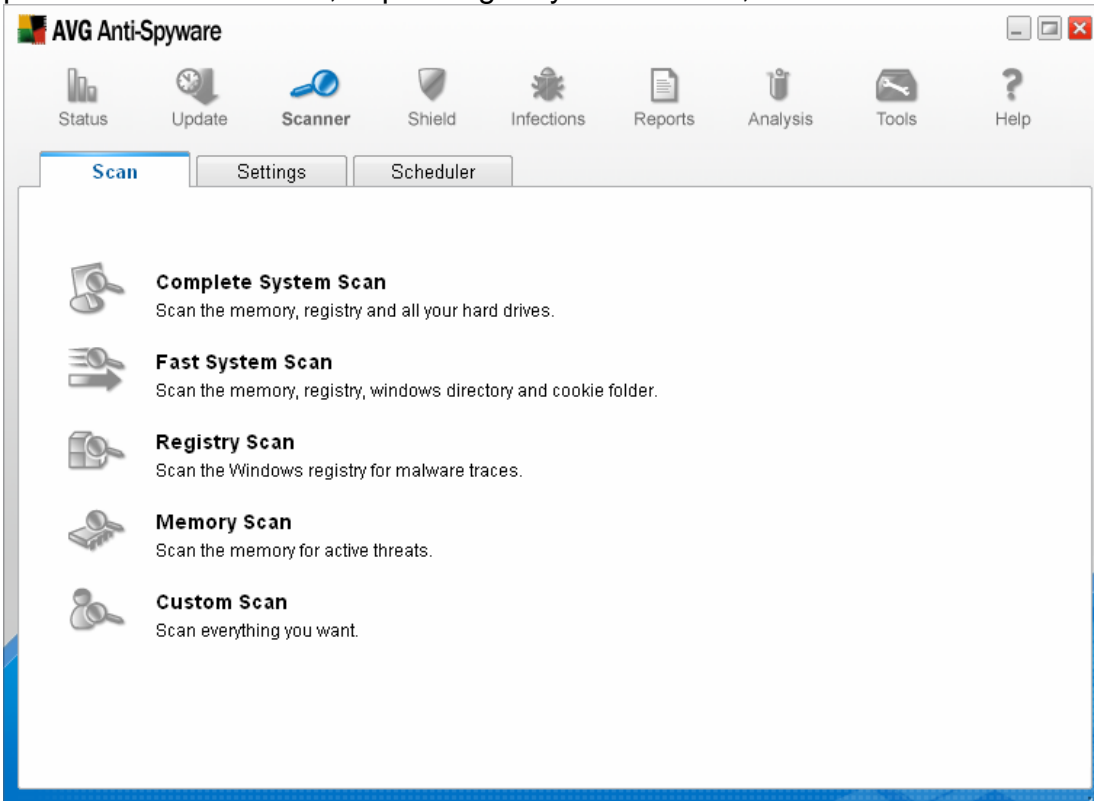 AVG Anti-Spyware
Status Update Scanner Shield Infections Reports Analysis Tools Help
Scan Settings Scheduler
Complete System Scan
Scan the memory, registry and all your hard drives.
Fast System Scan
Scan the memory, registry, windows directory and cookie folder.
Registry Scan
Scan the Windows registry for malware traces.
Memory Scan
Scan the memory for active threats.
Custom Scan
Scan everything you want.